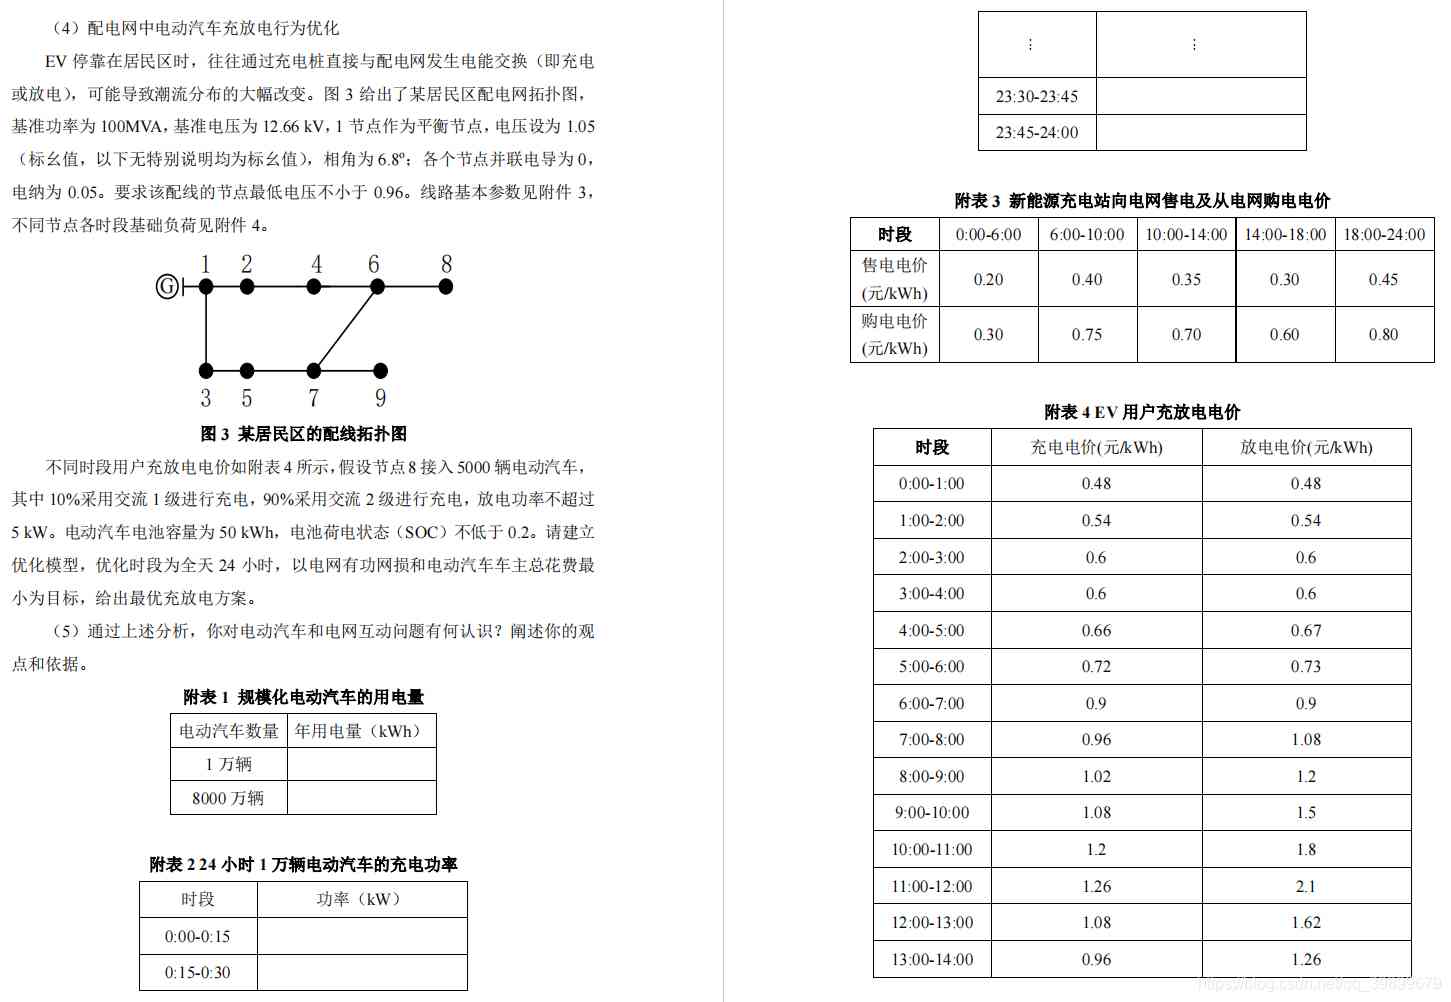 （4）配电网中电动汽车充放电行为优化
EV 停靠在居民区时，往往通过充电桩直接与配电网发生电能交换（即充电
或放电），可能导致潮流分布的大幅改变。图 3 给出了某居民区配电网拓扑图，
基准功率为 100MVA，基准电压为 12.66 kV，1 节点作为平衡节点，电压设为 1.05
（标幺值，以下无特别说明均为标幺值），相角为 6.8º；各个节点并联电导为 0，
电纳为 0.05。要求该配线的节点最低电压不小于 0.96。线路基本参数见附件 3，
不同节点各时段基础负荷见附件 4。
1 2 4 6 8
G
3 5 7 9
图 3 某居民区的配线拓扑图
不同时段用户充放电电价如附表 4 所示，假设节点 8 接入 5000 辆电动汽车，
其中 10%采用交流 1 级进行充电，90%采用交流 2 级进行充电，放电功率不超过
5 kW。电动汽车电池容量为 50 kWh，电池荷电状态（SOC）不低于 0.2。请建立
优化模型，优化时段为全天 24 小时，以电网有功网损和电动汽车车主总花费最
小为目标，给出最优充放电方案。
（5）通过上述分析，你对电动汽车和电网互动问题有何认识？阐述你的观
点和依据。
附表 1 规模化电动汽车的用电量
电动汽车数量 年用电量（kWh）
1 万辆
8000 万辆
附表 2 24 小时 1 万辆电动汽车的充电功率
时段 功率（kW）
0:00-0:15
0:15-0:30
⋮ ⋮
23:30-23:45
23:45-24:00
附表 3 新能源充电站向电网售电及从电网购电电价
时段 0:00-6:00 6:00-10:00 10:00-14:00 14:00-18:00 18:00-24:00
售电电价
(元/kWh) 0.20 0.40 0.35 0.30 0.45
购电电价
(元/kWh) 0.30 0.75 0.70 0.60 0.80
附表 4 EV 用户充放电电价
时段 充电电价(元/kWh) 放电电价(元/kWh)
0:00-1:00 0.48 0.48
1:00-2:00 0.54 0.54
2:00-3:00 0.6 0.6
3:00-4:00 0.6 0.6
4:00-5:00 0.66 0.67
5:00-6:00 0.72 0.73
6:00-7:00 0.9 0.9
7:00-8:00 0.96 1.08
8:00-9:00 1.02 1.2
9:00-10:00 1.08 1.5
10:00-11:00 1.2 1.8
11:00-12:00 1.26 2.1
12:00-13:00 1.08 1.62
13:00-14:00 0.96 1.26